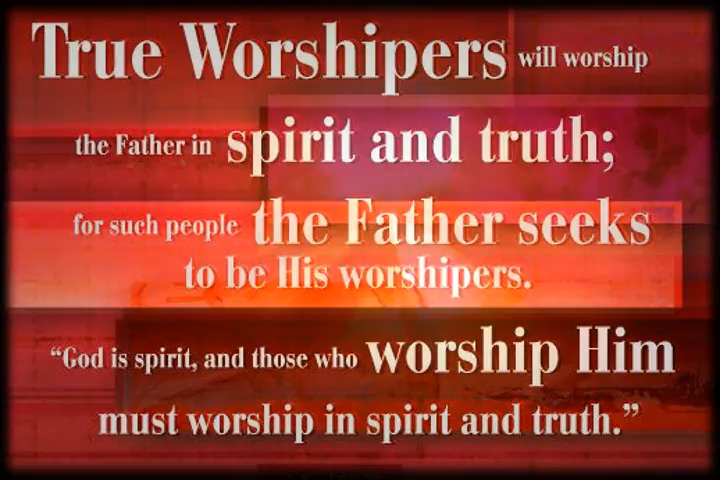 True Worshipers will worship
the Father in spirit and truth;
for such people the Father seeks
to be His worshipers.
“God is spirit, and those who worship Him
must worship in spirit and truth.”